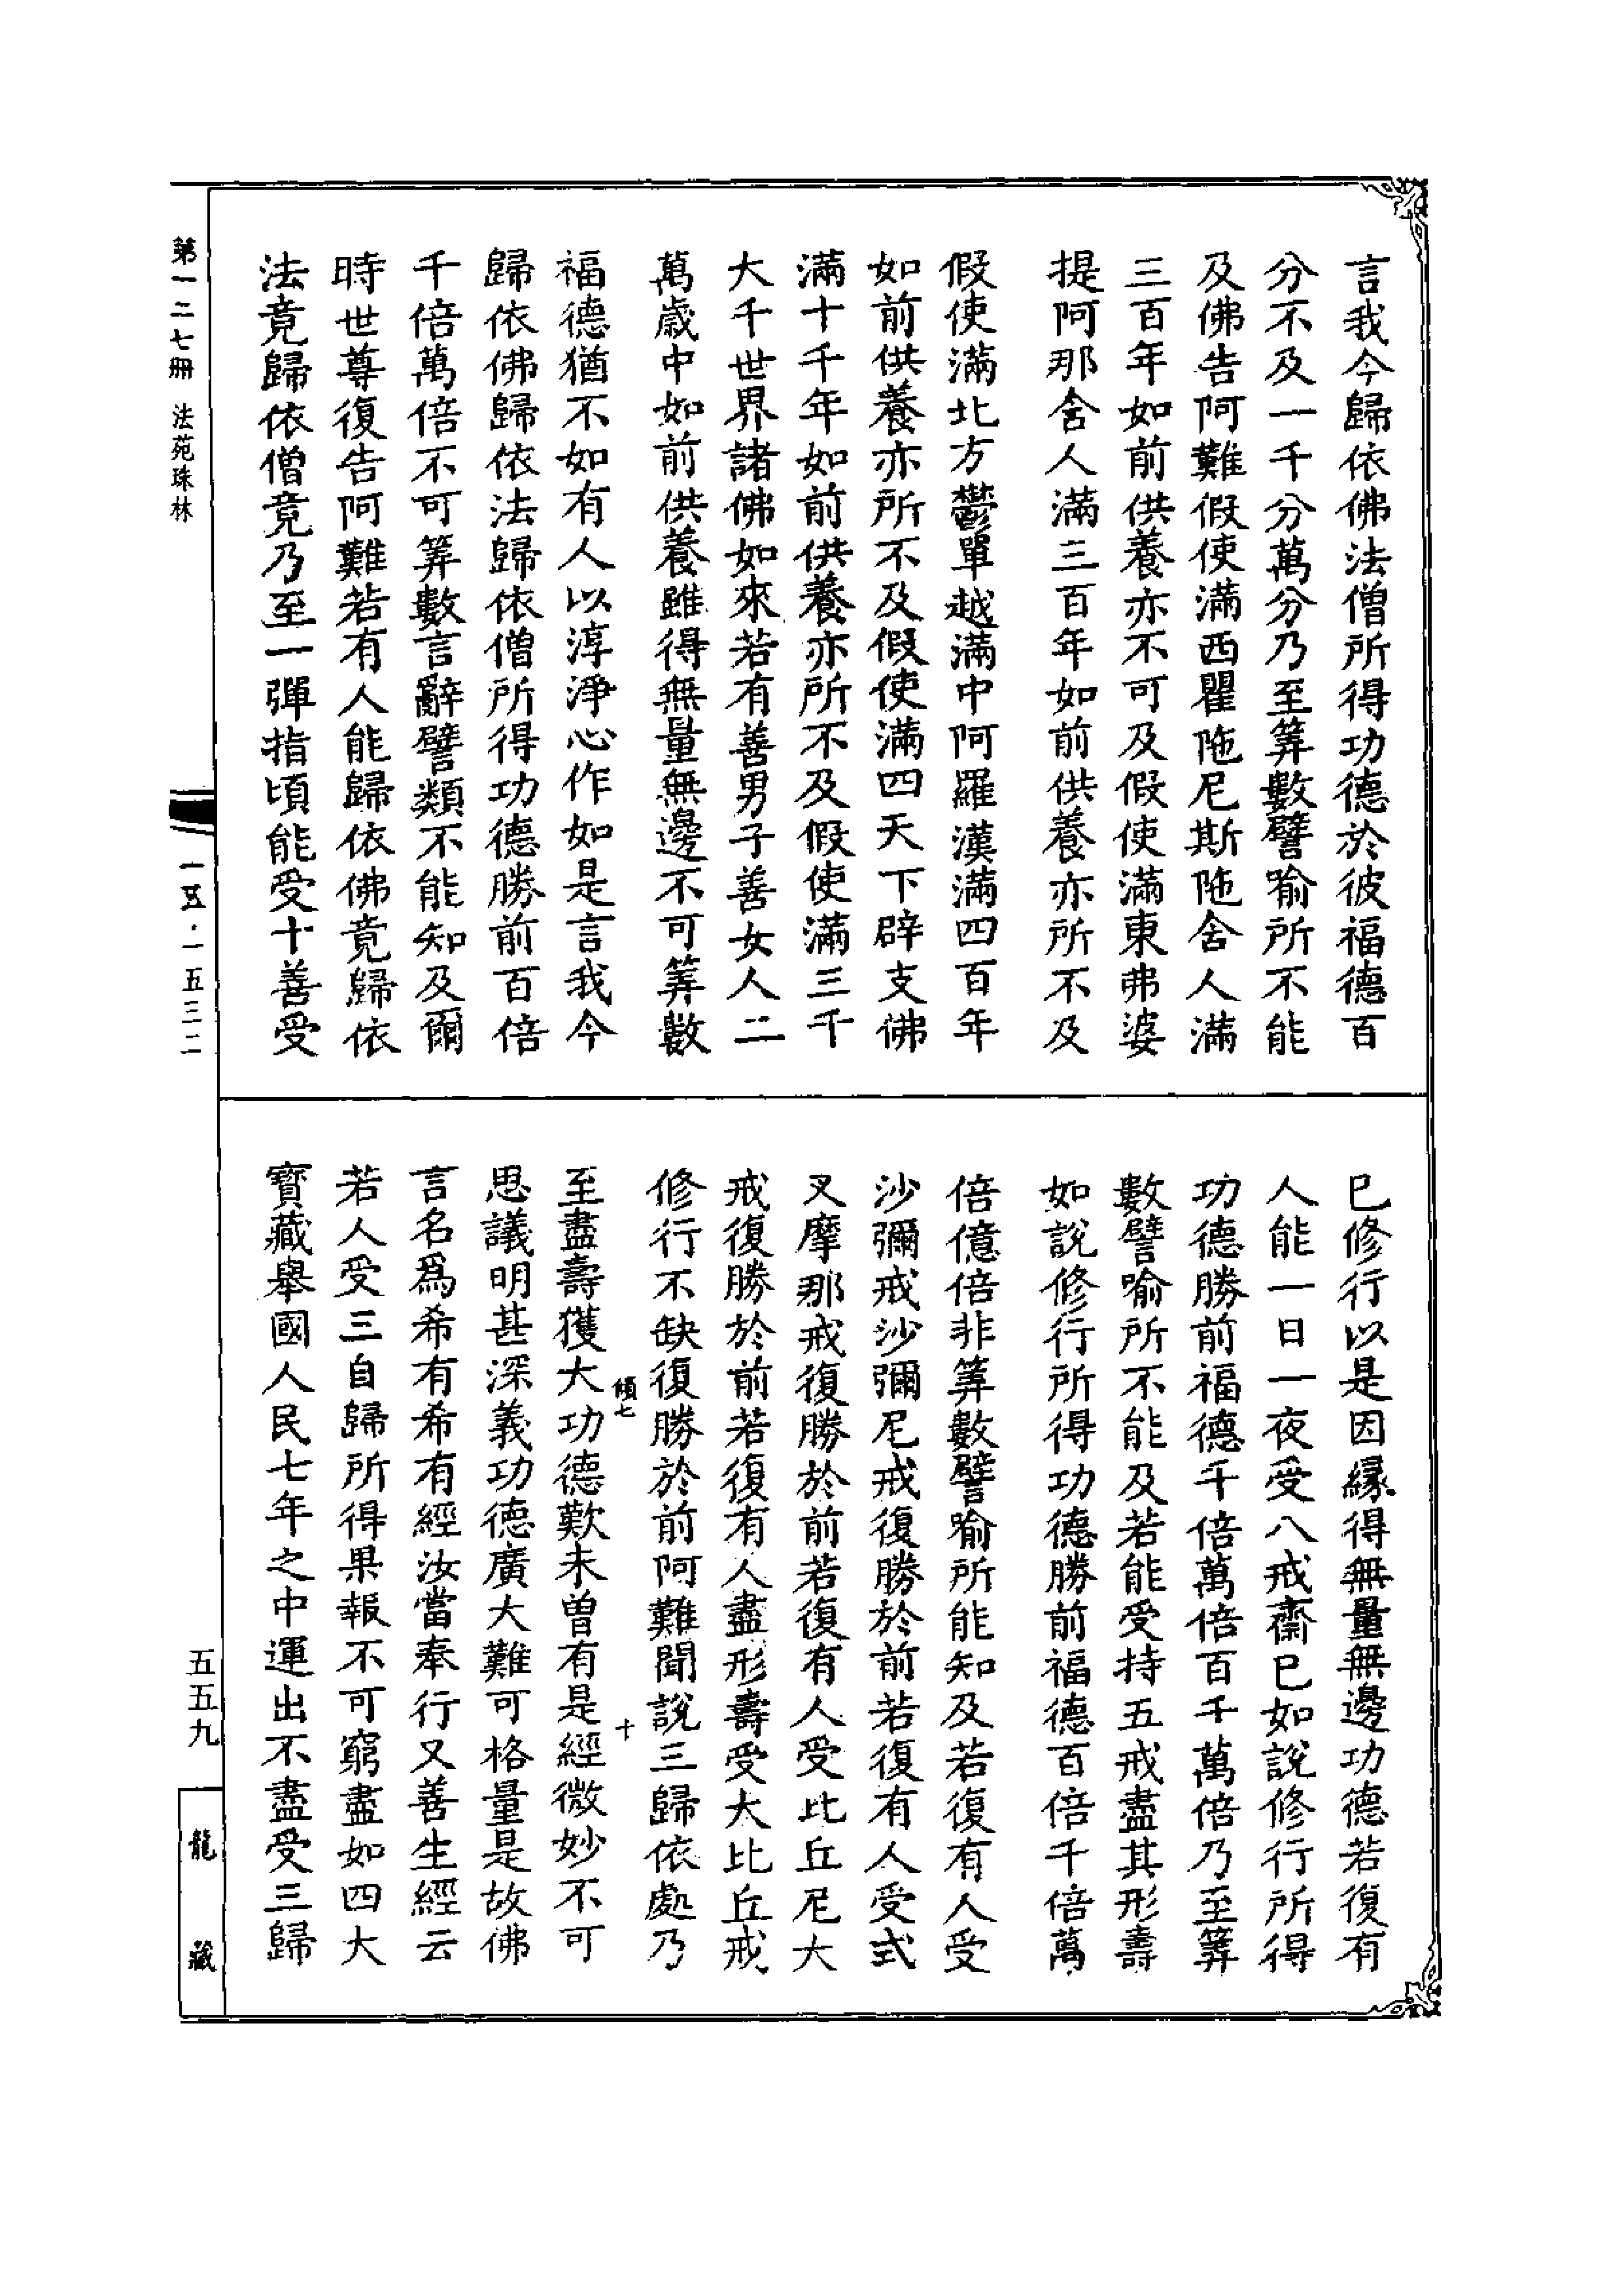 言我今歸依佛法僧所得功德於彼福德百
分不及一千分萬分乃至筭數譬喻所不能
及佛告阿難假使滿西瞿陁尼斯陁舍人滿
三百年如前供養亦不可及假使滿東弗婆
提阿那含人滿三百年如前供養亦所不及
假使滿北方鬱單越滿中阿羅漢滿四百年
如前供養亦所不及假使滿四天下辟支佛
滿十千年如前供養亦所不及假使滿三千
大千世界諸佛如來若有善男子善女人二
萬歲中如前供養雖得無量無邊不可筭數
福德猶不如有人以淳淨心作如是言我今
歸依佛歸依法歸依僧所得功德勝前百倍
千倍萬倍不可筭數言辭譬類不能知及爾
時世尊復告阿難若有人能歸依佛竟歸依
法竟歸依僧竟乃至一彈指頃能受十善受
已修行以是因緣得無量無邊功德若復有
人能一日一夜受八戒齋已如說修行所得
功德勝前福德千倍萬倍百千萬倍乃至筭
數譬喻所不能及若能受持五戒盡其形壽
如說修行所得功德勝前福德百倍千倍萬
倍億倍非筭數譬喻所能知及若復有人受
沙彌戒沙彌尼戒復勝於前若復有人受式
叉摩那戒復勝於前若復有人受比丘尼大
戒復勝於前若復有人盡形壽受大比丘戒
修行不缺復勝於前阿難聞說三歸依處乃
傾七 十
至盡壽獲大功德歎未曾有是經微妙不可
思議明甚深義功德廣大難可格量是故佛
言名爲希有希有經汝當奉行又善生經云
若人受三自歸所得果報不可窮盡如四大
寶藏舉國人民七年之中運出不盡受三歸
第一二七冊 法苑珠林
一五·一五三二
五五九
龍藏